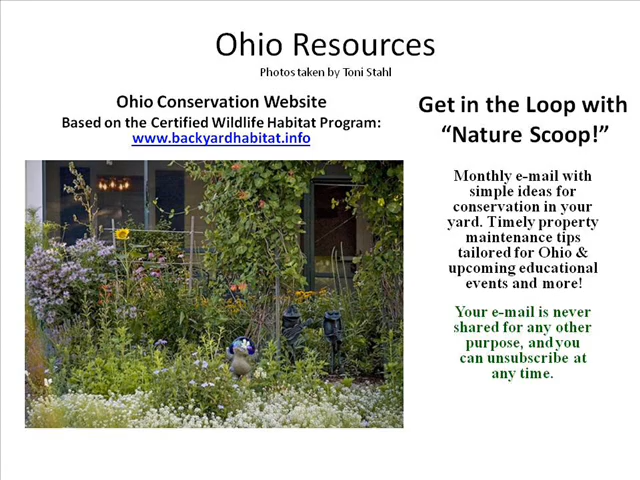 Ohio Resources
Photos taken by Toni Stahl
Ohio Conservation Website
Based on the Certified Wildlife Habitat Program:
www.backyardhabitat.info
Get in the Loop with
“Nature Scoop!”
Monthly e-mail with
simple ideas for
conservation in your
yard. Timely property
maintenance tips
tailored for Ohio &
upcoming educational
events and more!
Your e-mail is never
shared for any other
purpose, and you
can unsubscribe at
any time.